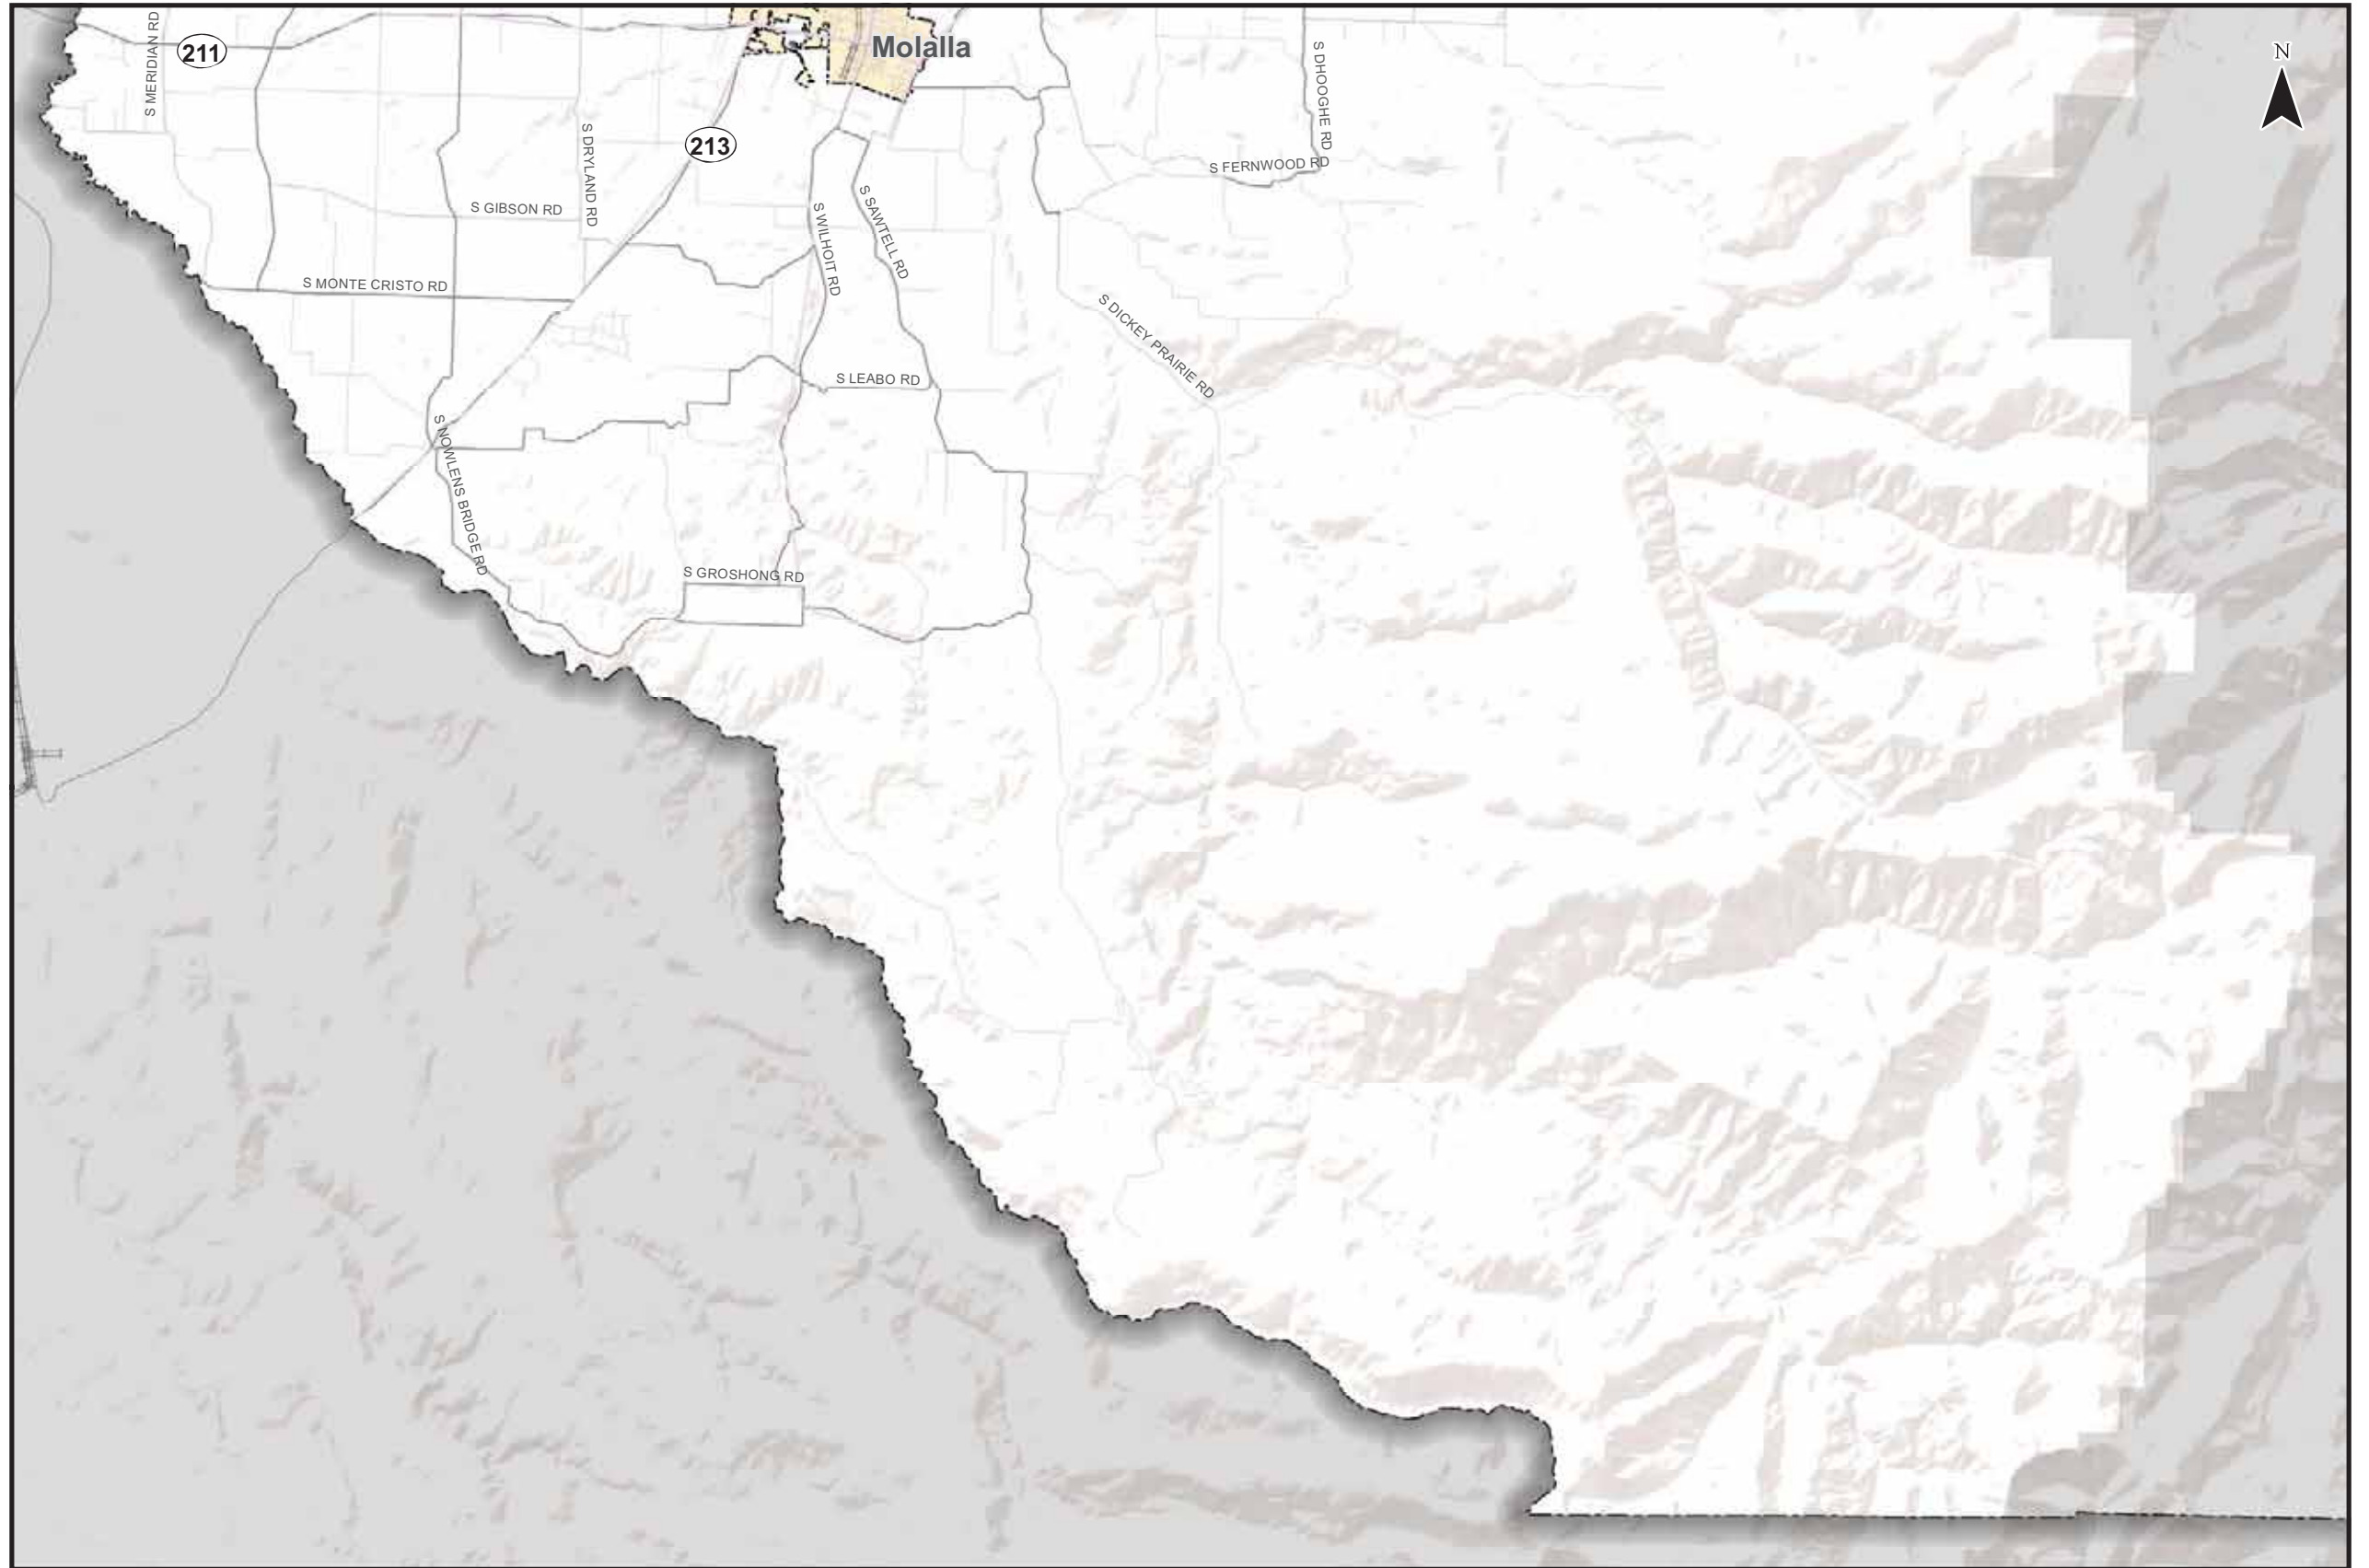 S MERIDIAN RD
211
Molalla
N
S DHOOGHE RD
S DRYLAND RD
213
S FERNWOOD RD
S GIBSON RD
S WILHOIT RD
S SAWTELL RD
S MONTE CRISTO RD
S DICKEY PRAIRIE RD
S LEABO RD
S NOWLENS BRIDGE RD
S GROSHONG RD